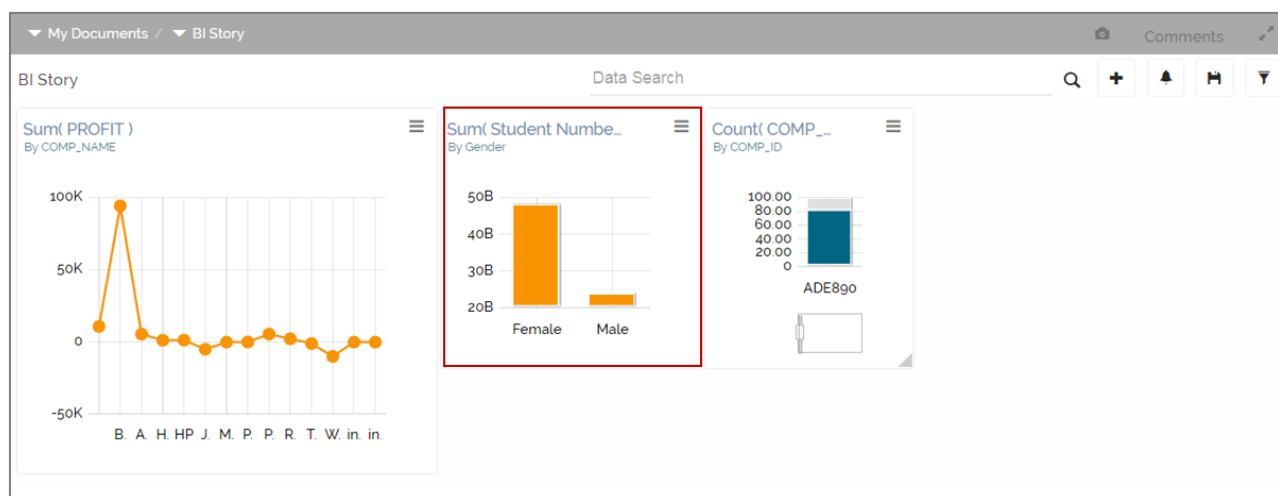 My Documents / BI Story
Comments
BI Story
Data Search
Sum( PROFIT )
By COMP_NAME
100K
50K
0
-50K
B. A. H. HP J. M. P. P. R. T. W. in. in.
Sum( Student Numbe...
By Gender
50B
40B
30B
20B
Female Male
Count( COMP_...
By COMP_ID
100.00
80.00
60.00
40.00
20.00
0
ADE890